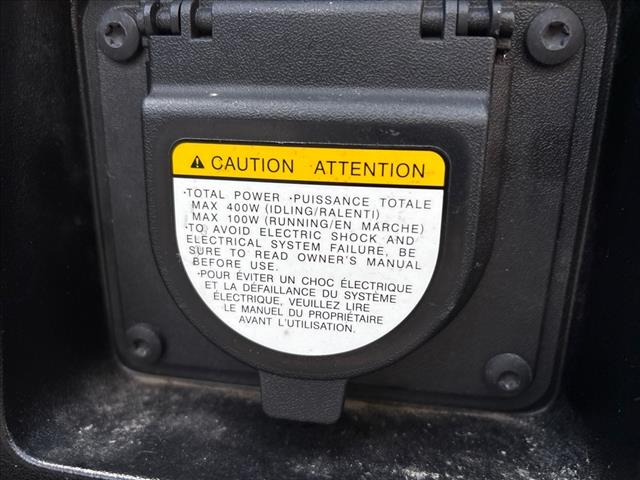 ⚠ CAUTION ATTENTION
·TOTAL POWER ·PUISSANCE TOTALE
MAX 400W (IDLING/RALENTI)
MAX 100W (RUNNING/EN MARCHE)
·TO AVOID ELECTRIC SHOCK AND
ELECTRICAL SYSTEM FAILURE, BE
SURE TO READ OWNER'S MANUAL
BEFORE USE.
·POUR ÉVITER UN CHOC ÉLECTRIQUE
ET LA DÉFAILLANCE DU SYSTÈME
ÉLECTRIQUE, VEUILLEZ LIRE
LE MANUEL DU PROPRIÉTAIRE
AVANT L'UTILISATION.